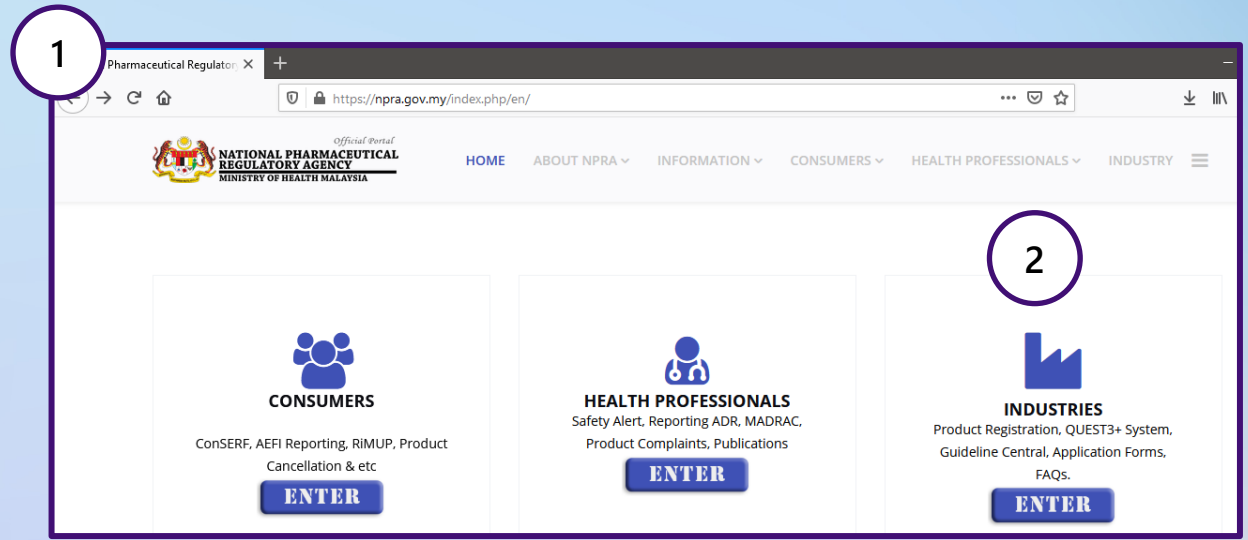 1
Pharmaceutical Regulator
https://npra.gov.my/index.php/en/
Official Portal
NATIONAL PHARMACEUTICAL
REGULATORY AGENCY
MINISTRY OF HEALTH MALAYSIA
HOME ABOUT NPRA INFORMATION CONSUMERS HEALTH PROFESSIONALS INDUSTRY
2
CONSUMERS
ConSERF, AEFI Reporting, RiMUP, Product
Cancellation & etc
ENTER
HEALTH PROFESSIONALS
Safety Alert, Reporting ADR, MADRAC,
Product Complaints, Publications
ENTER
INDUSTRIES
Product Registration, QUEST3+ System,
Guideline Central, Application Forms,
FAQs.
ENTER